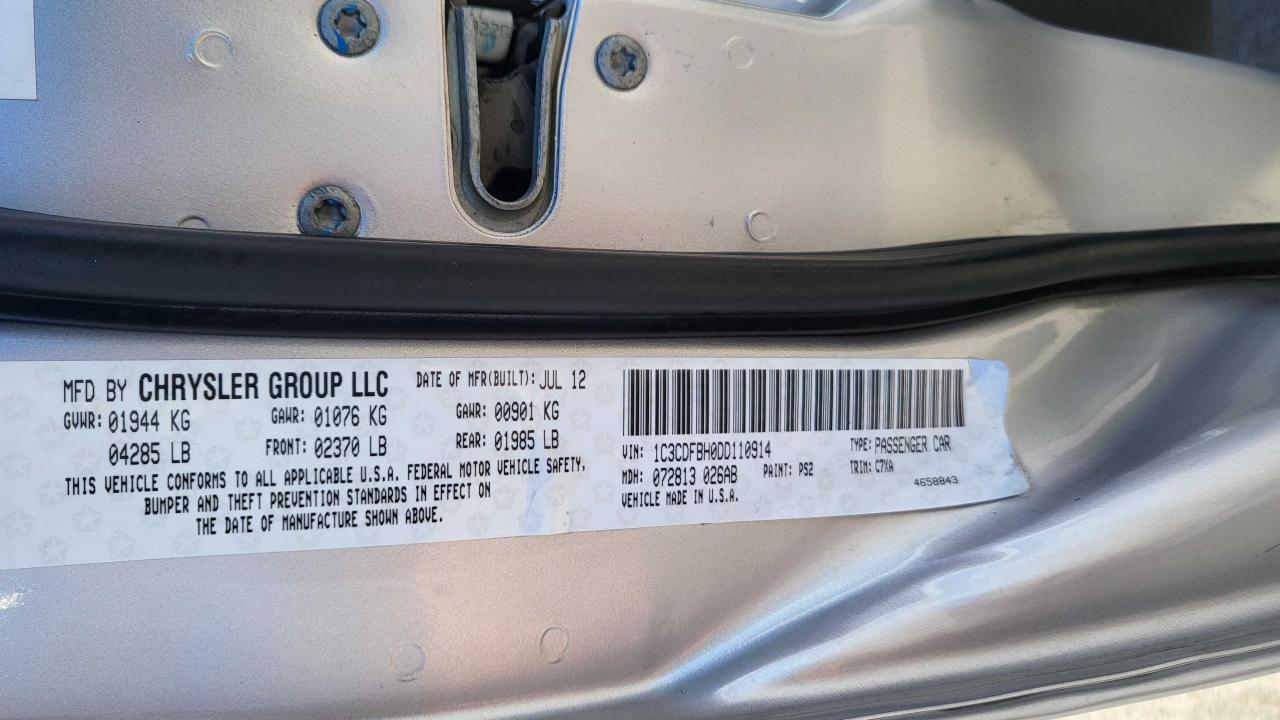 MFD BY CHRYSLER GROUP LLC DATE OF MFR(BUILT): JUL 12
GVWR: 01944 KG GAWR: 01076 KG GAWR: 00901 KG
04285 LB FRONT: 02370 LB REAR: 01985 LB
THIS VEHICLE CONFORMS TO ALL APPLICABLE U.S.A. FEDERAL MOTOR VEHICLE SAFETY,
BUMPER AND THEFT PREVENTION STANDARDS IN EFFECT ON
THE DATE OF MANUFACTURE SHOWN ABOVE.
VIN: 1C3CDFBH0DD110914 TYPE: PASSENGER CAR
MDH: 072813 026AB PAINT: PS2 TRIM: C7XA
VEHICLE MADE IN U.S.A. 4658843